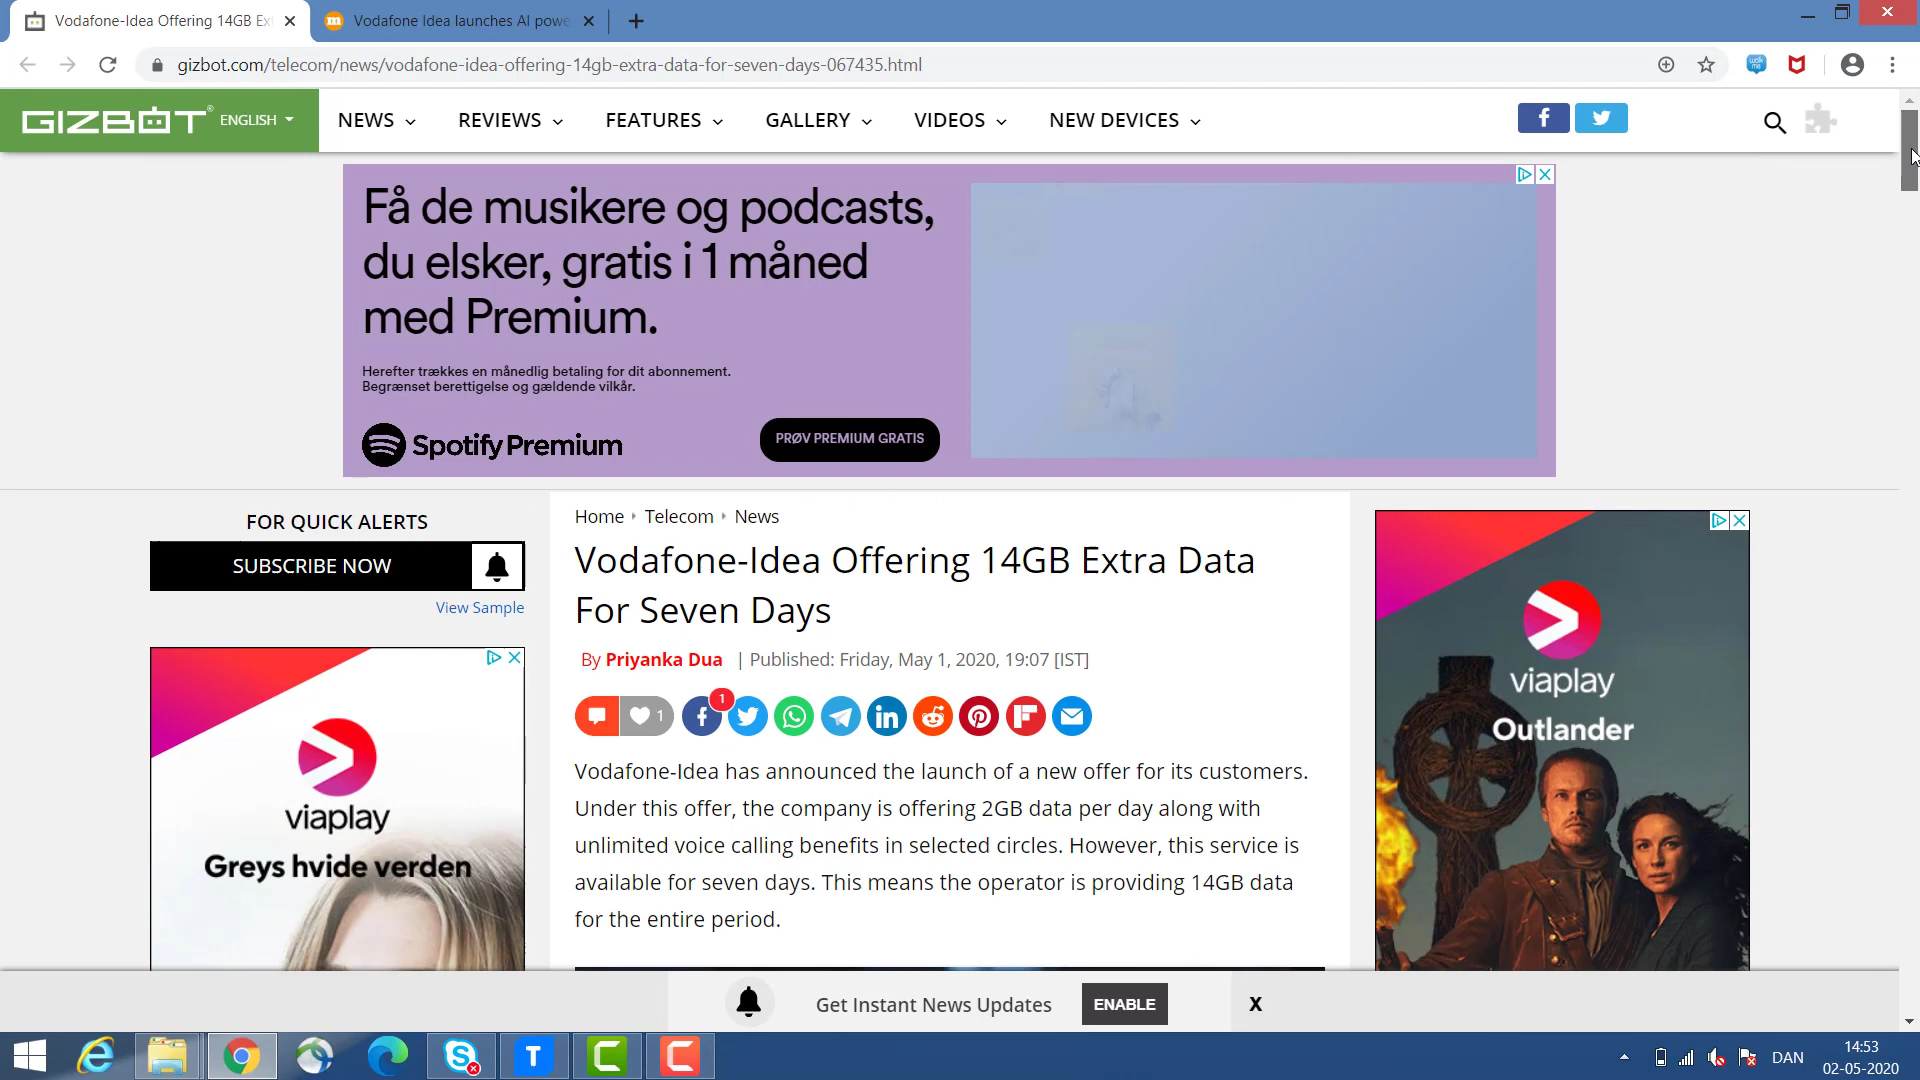 Vodafone-Idea Offering 14GB Ex
Vodafone Idea launches AI powe
gizbot.com/telecom/news/vodafone-idea-offering-14gb-extra-data-for-seven-days-067435.html
GIZBOT
ENGLISH
NEWS
REVIEWS
FEATURES
GALLERY
VIDEOS
NEW DEVICES
Få de musikere og podcasts,
du elsker, gratis i 1 måned
med Premium.
Herefter trækkes en månedlig betaling for dit abonnement.
Begrænset berettigelse og gældende vilkår.
Spotify Premium
PRØV PREMIUM GRATIS
FOR QUICK ALERTS
SUBSCRIBE NOW
View Sample
viaplay
Greys hvide verden
Home
Telecom
News
Vodafone-Idea Offering 14GB Extra Data
For Seven Days
By Priyanka Dua | Published: Friday, May 1, 2020, 19:07 [IST]
1
1
Vodafone-Idea has announced the launch of a new offer for its customers.
Under this offer, the company is offering 2GB data per day along with
unlimited voice calling benefits in selected circles. However, this service is
available for seven days. This means the operator is providing 14GB data
for the entire period.
viaplay
Outlander
Get Instant News Updates
ENABLE
X
DAN
14:53
02-05-2020